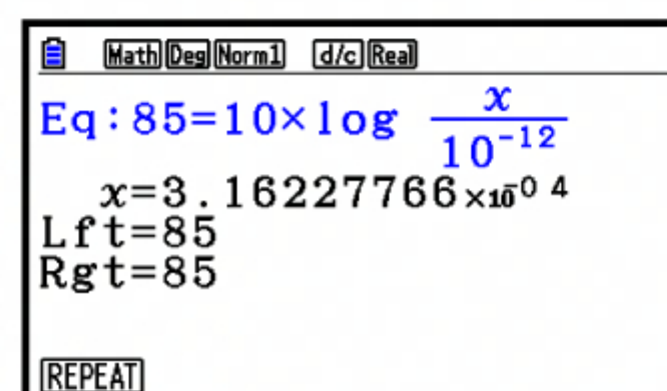 Math Deg Norm1 d/c Real
Eq:85=10×log x/10⁻¹²
x=3.16227766×10⁻⁰⁴
Lft=85
Rgt=85
REPEAT